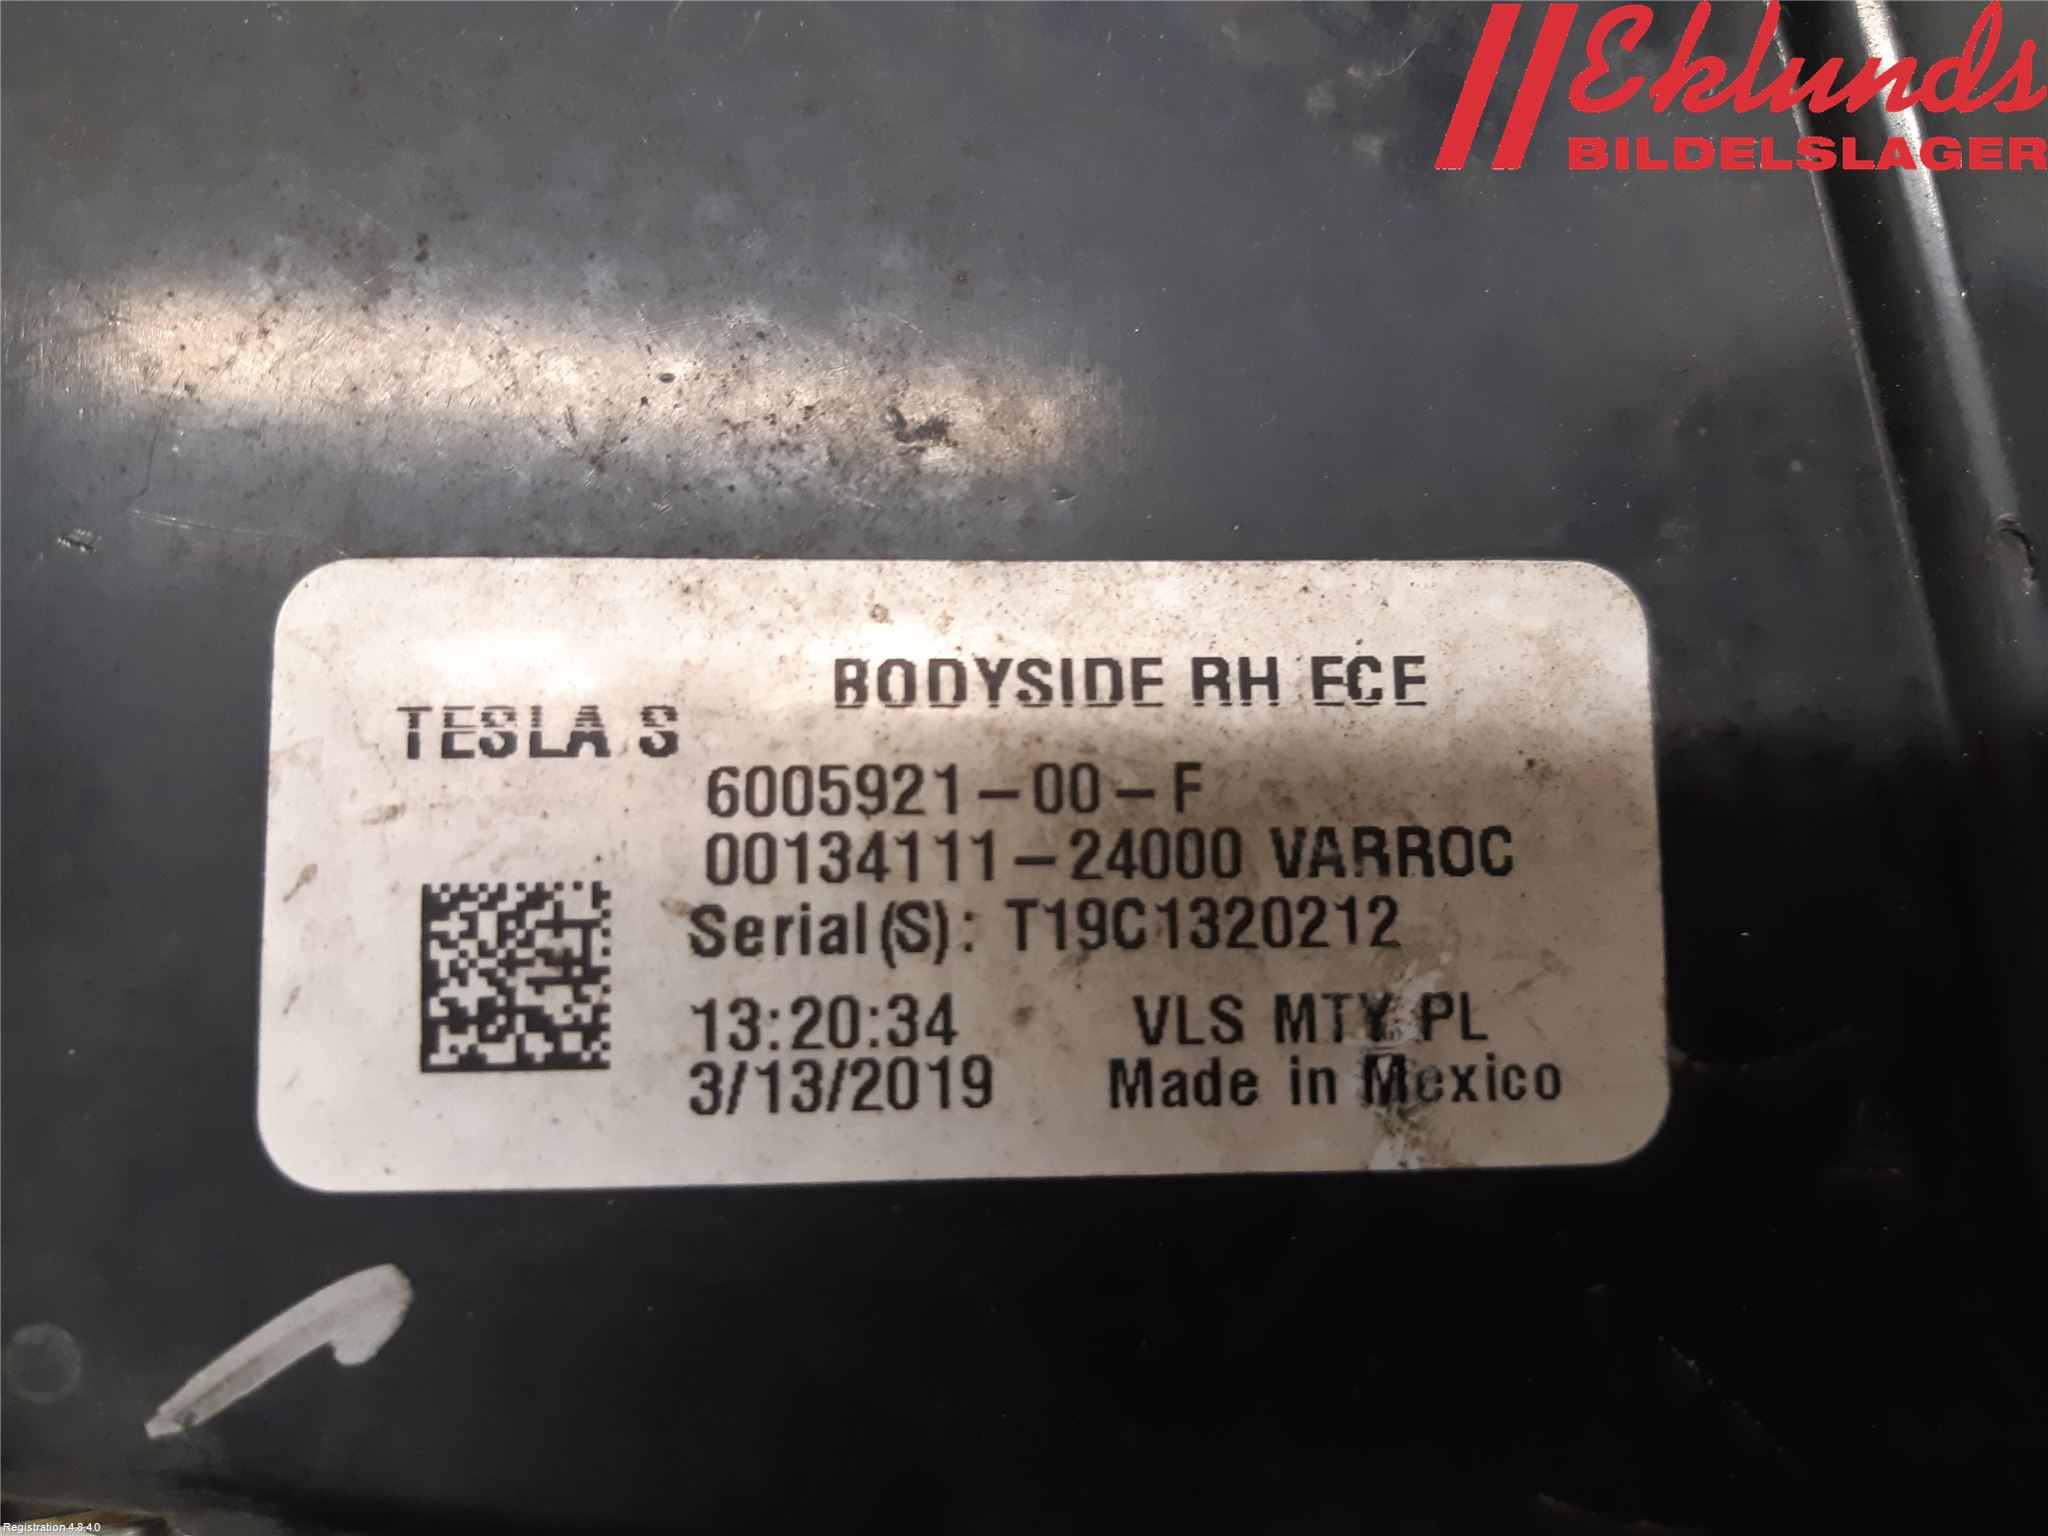 Eklunds
BILDELSLAGER
BODYSIDE RH ECE
TESLA S
6005921-00-F
00134111-24000 VARROC
Serial(S): T19C1320212
13:20:34 VLS MTY PL
3/13/2019 Made in Mexico
Registration 4.8.4.0